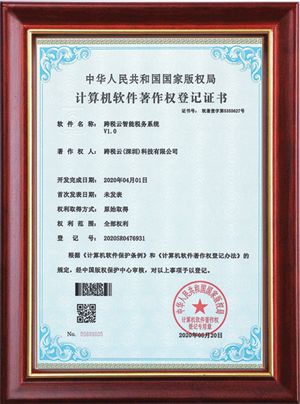 中华人民共和国国家版权局
计算机软件著作权登记证书
证书号： 软著登字第5355627号
软件名称： 跨税云智能税务系统
V1.0
著作权人： 跨税云(深圳)科技有限公司
开发完成日期： 2020年04月01日
首次发表日期： 未发表
权利取得方式： 原始取得
权利范围： 全部权利
登记号： 2020SR0476931
根据《计算机软件保护条例》和《计算机软件著作权登记办法》的
规定，经中国版权保护中心审核，对以上事项予以登记。
中华人民共和国国家版权局
计算机软件著作权
登记专用章
No.
2020年05月20日